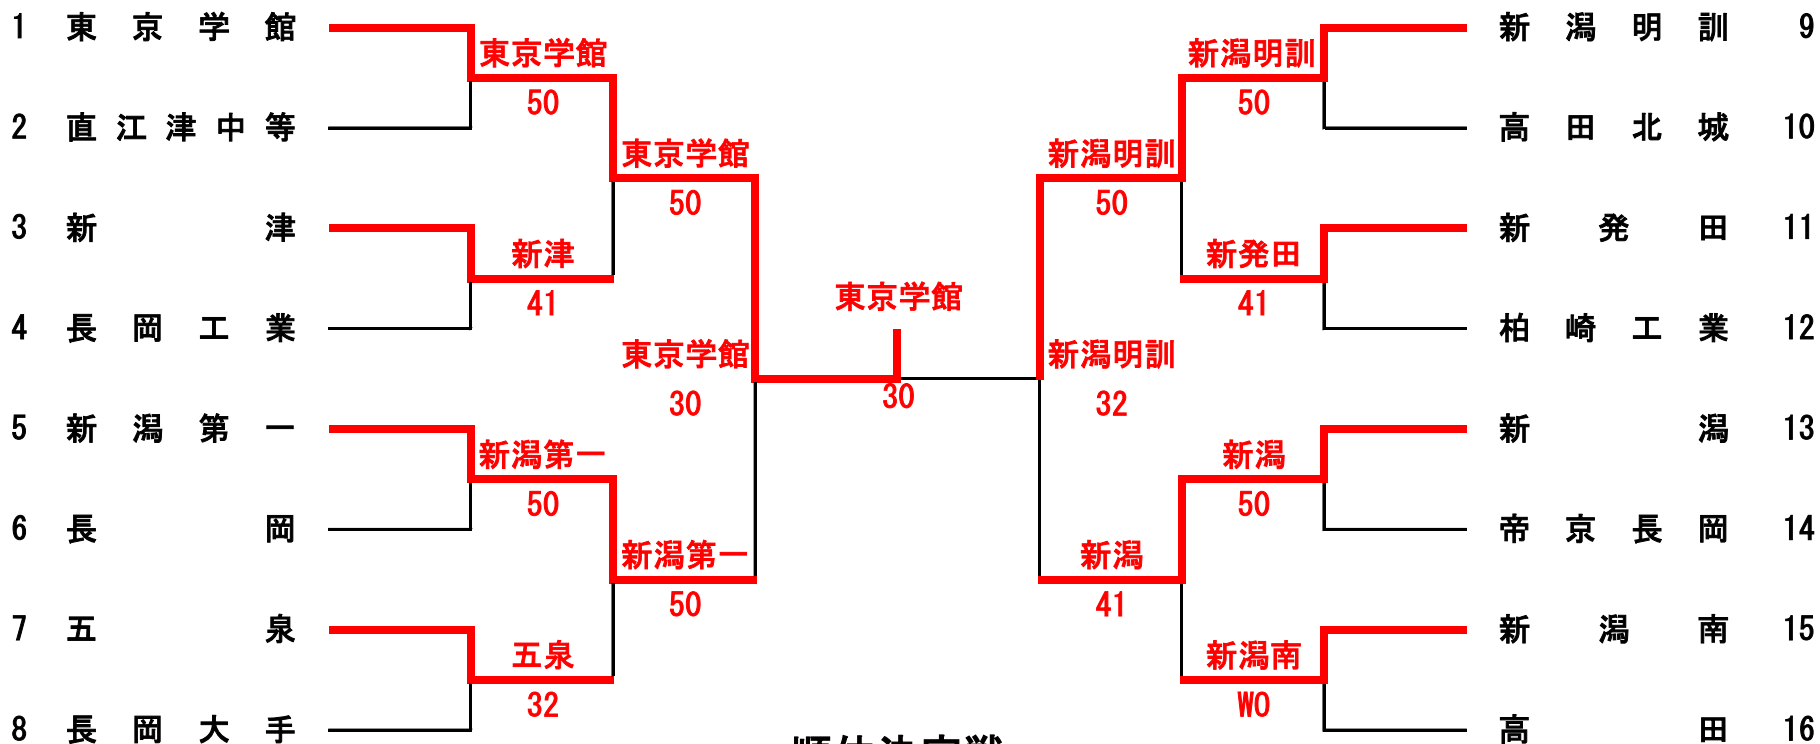 1 東京学館
東京学館
50
2 直江津中等
東京学館
50
3 新津
新津
41
4 長岡工業
東京学館
30
5 新潟第一
新潟第一
50
6 長岡
新潟第一
50
7 五泉
五泉
32
8 長岡大手
東京学館
30
新潟明訓 9
新潟明訓
50
高田北城 10
新潟明訓
50
新発田 11
新発田
41
柏崎工業 12
新潟明訓
32
新潟 13
新潟
50
帝京長岡 14
新潟
41
新潟南 15
新潟南
W0
高田 16
順位決定戦